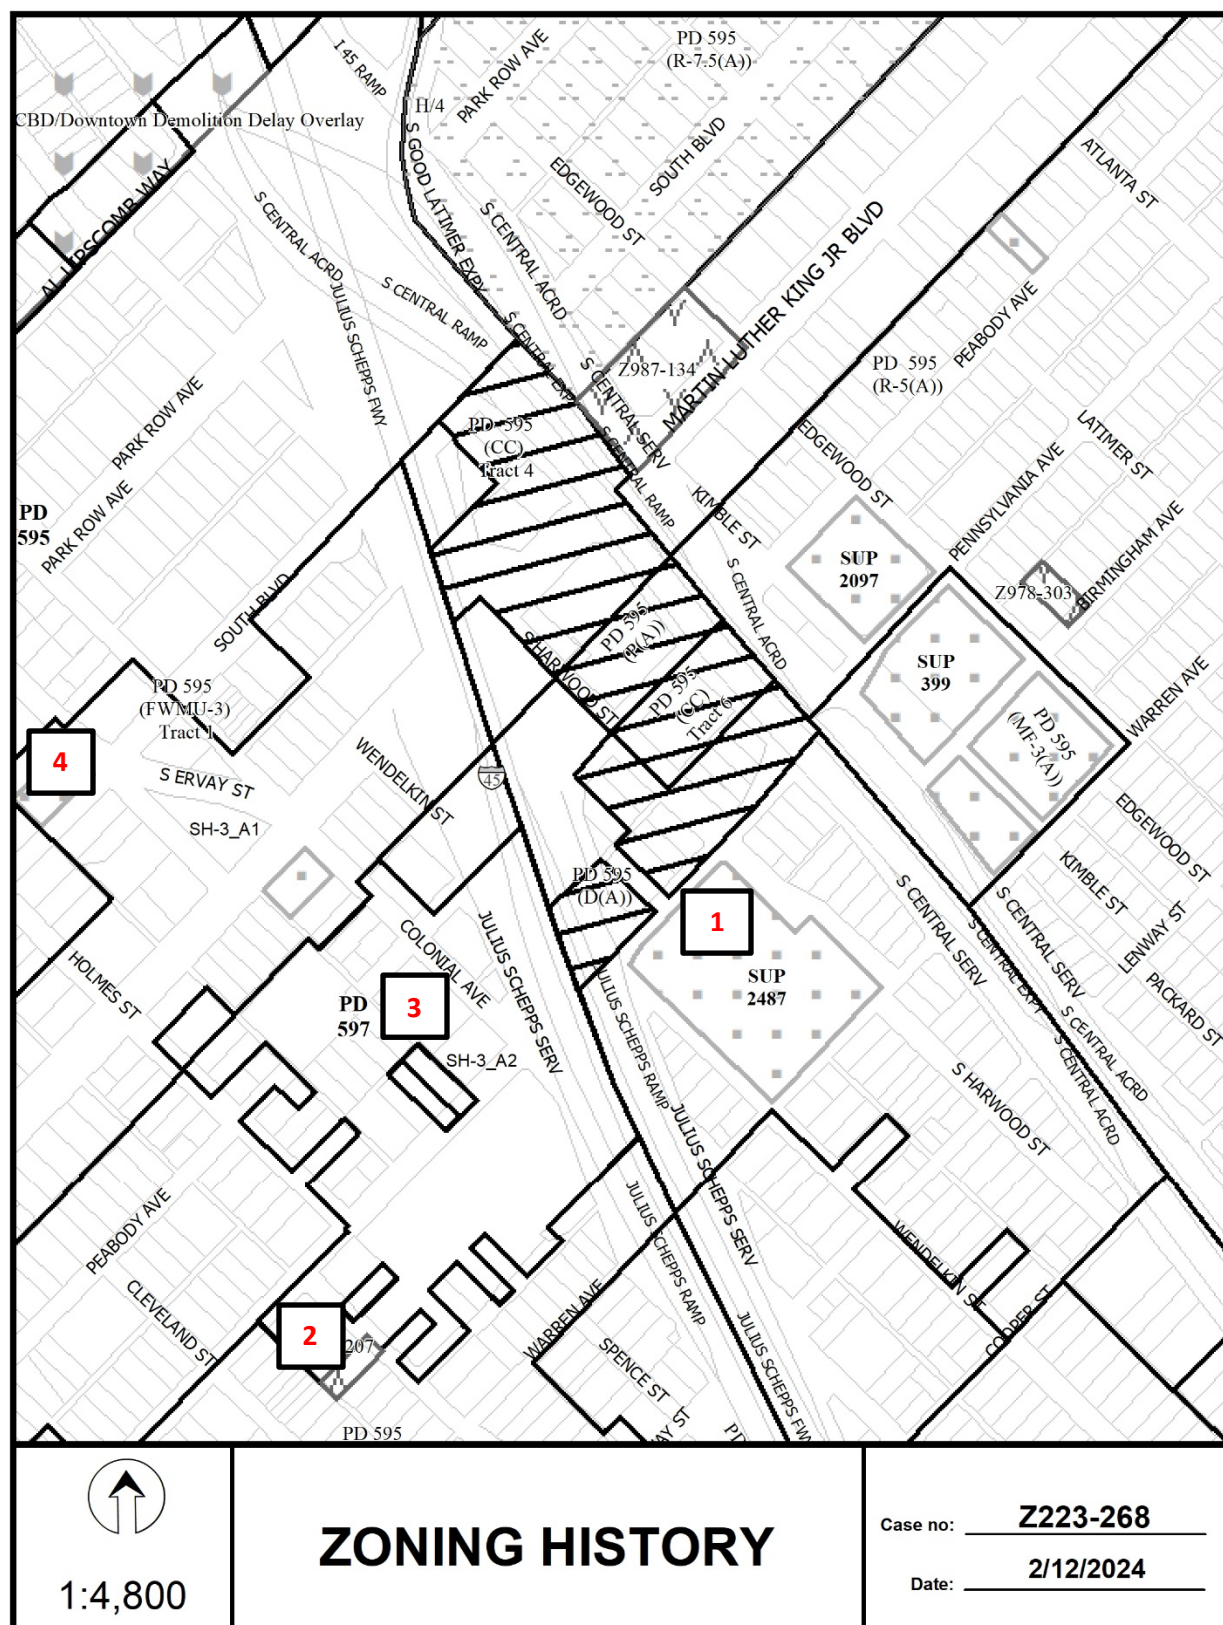 PD 595
(R-7.5(A))
I 45 RAMP
PARK ROW AVE
H/4
CBD/Downtown Demolition Delay Overlay
S GOOD LATIMER EXPY
SOUTH BLVD
EDGEWOOD ST
ATLANTA ST
AL LIPSCOMB WAY
S CENTRAL ACRD
S CENTRAL ACRD
MARTIN LUTHER KING JR BLVD
JULIUS SCHEPPS FWY
S CENTRAL RAMP
S CENTRAL EXPY
PEABODY AVE
Z987-134
S CENTRAL SERV
PD 595
(R-5(A))
PARK ROW AVE
PD 595
(CC)
Tract 4
S CENTRAL RAMP
EDGEWOOD ST
LATIMER ST
PARK ROW AVE
PD
595
KIMBLE ST
PENNSYLVANIA AVE
BIRMINGHAM AVE
SUP
2097
S CENTRAL ACRD
Z978-303
SOUTH BLVD
S HARWOOD ST
PD 595
(R(A))
SUP
399
PD 595
(CC)
Tract 6
WARREN AVE
PD 595
(MF-3(A))
PD 595
(FWMU-3)
Tract 1
4
S ERVAY ST
WENDELKIN ST
45
SH-3_A1
EDGEWOOD ST
KIMBLE ST
PD 595
(D(A))
S CENTRAL SERV
S CENTRAL SERV
S CENTRAL EXPY
LENWAY ST
1
COLONIAL AVE
JULIUS SCHEPPS SERV
HOLMES ST
SUP
2487
PACKARD ST
PD
597
3
JULIUS SCHEPPS RAMP
S CENTRAL ACRD
S CENTRAL ACRD
SH-3_A2
S HARWOOD ST
JULIUS SCHEPPS SERV
PEABODY AVE
JULIUS SCHEPPS RAMP
WENDELKIN ST
CLEVELAND ST
WARREN AVE
2
207
COOPER ST
JULIUS SCHEPPS FWY
SPENCE ST
AY ST
PD 595
PD
1:4,800
ZONING HISTORY
Case no: Z223-268
Date: 2/12/2024